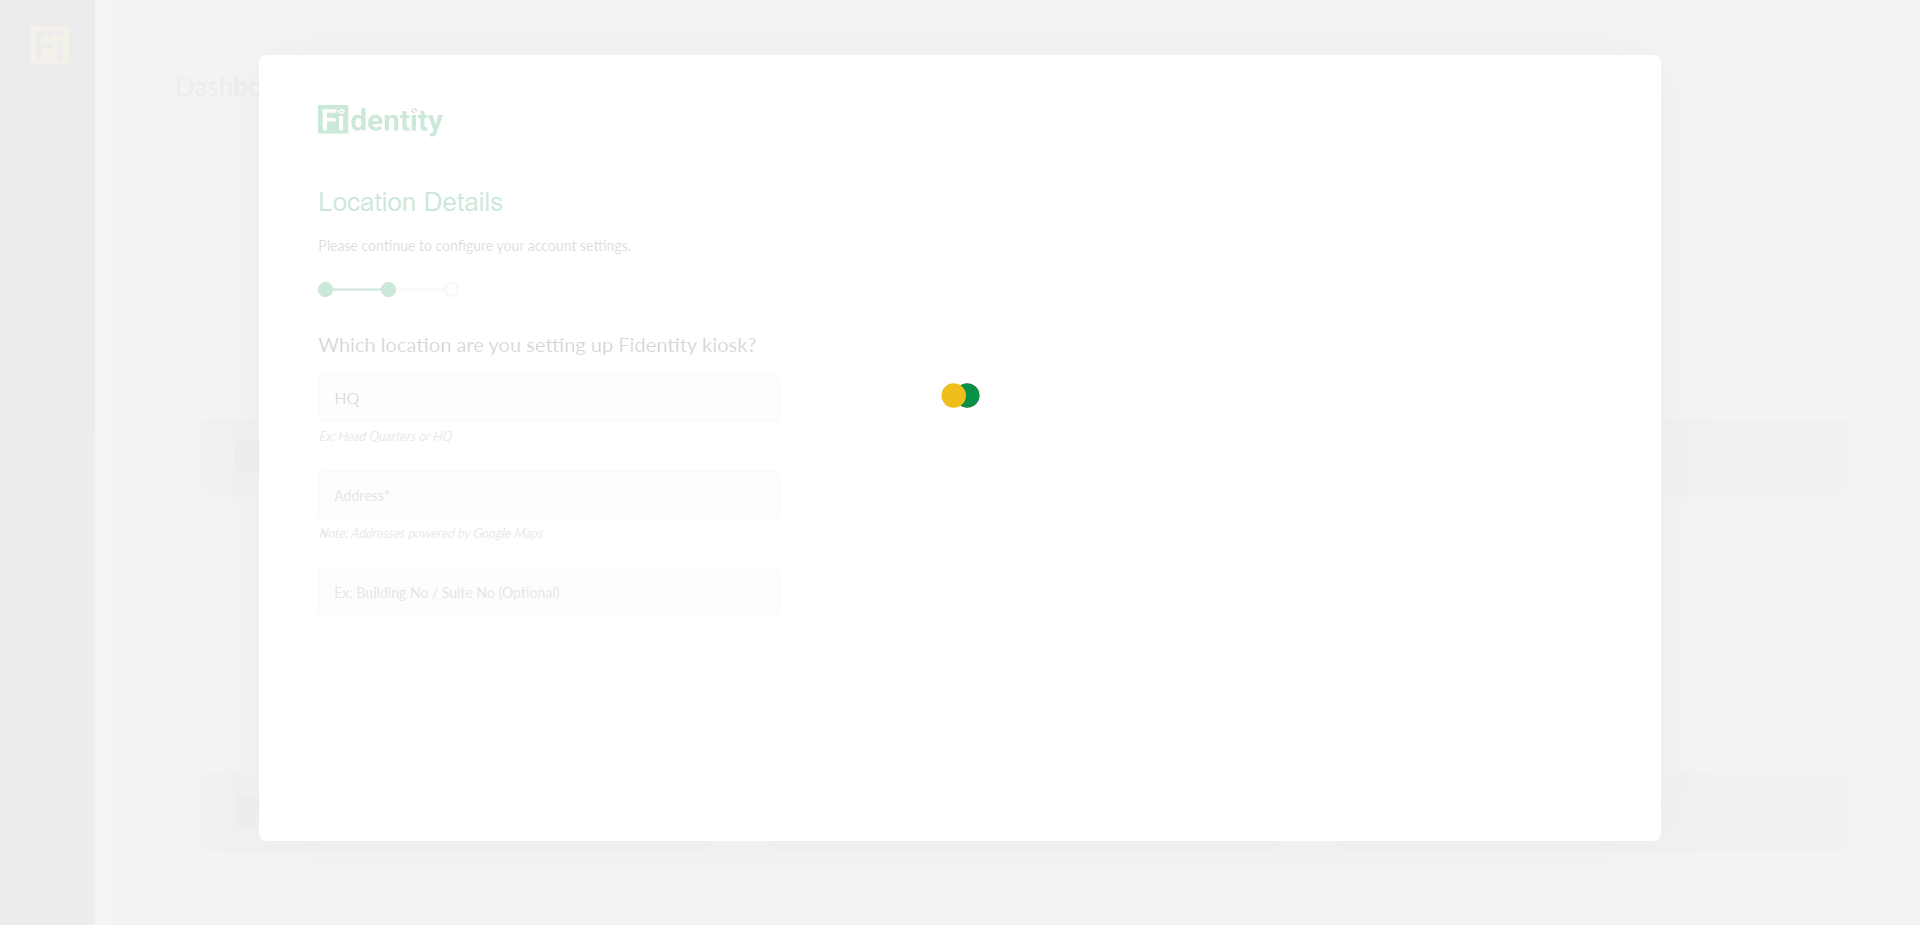 Fi
Dashbo
Fidentity
Location Details
Please continue to configure your account settings.
Which location are you setting up Fidentity kiosk?
HQ
Ex: Head Quarters or HQ
Address*
Note: Addresses powered by Google Maps
Ex: Building No / Suite No (Optional)